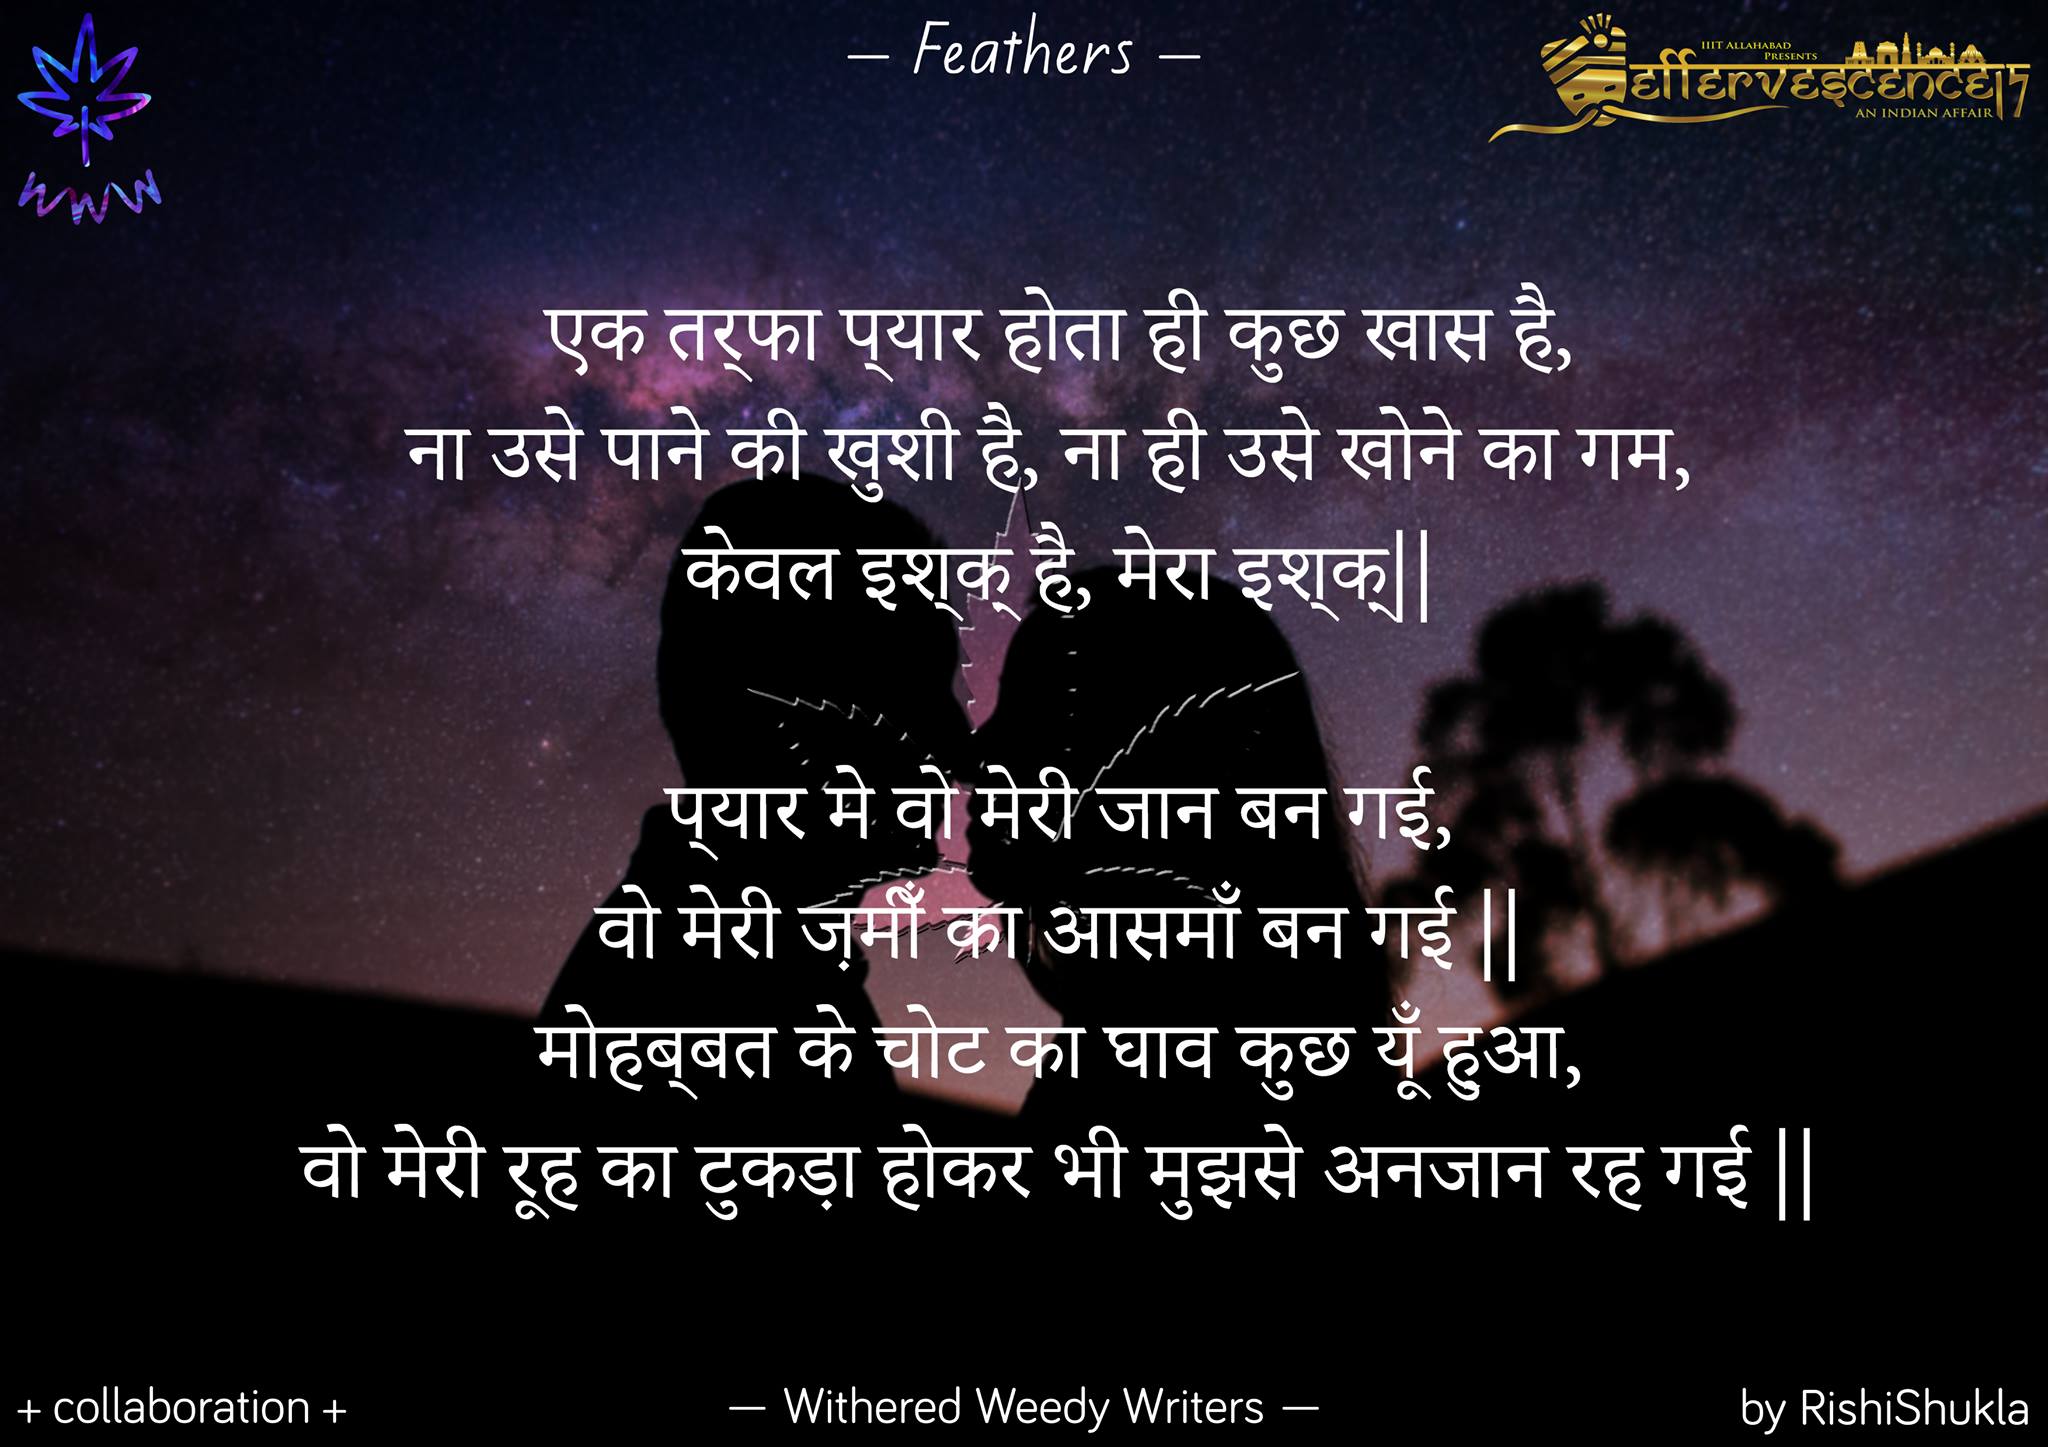 — Feathers —
WWW
IIIT ALLAHABAD
PRESENTS
effervescence17
AN INDIAN AFFAIR
एक तर्‌फा प्‌यार होता ही कुछ खास है,
ना उसे पाने की खुशी है, ना ही उसे खोने का गम,
केवल इश्‌क् है, मेरा इश्‌क्||
प्‌यार मे वो मेरी जान बन गई,
वो मेरी ज़मीँ का आसमाँ बन गई ||
मोहब्‌बत के चोट का घाव कुछ यूँ हुआ,
वो मेरी रूह का टुकड़ा होकर भी मुझसे अनजान रह गई ||
+ collaboration +
— Withered Weedy Writers —
by RishiShukla